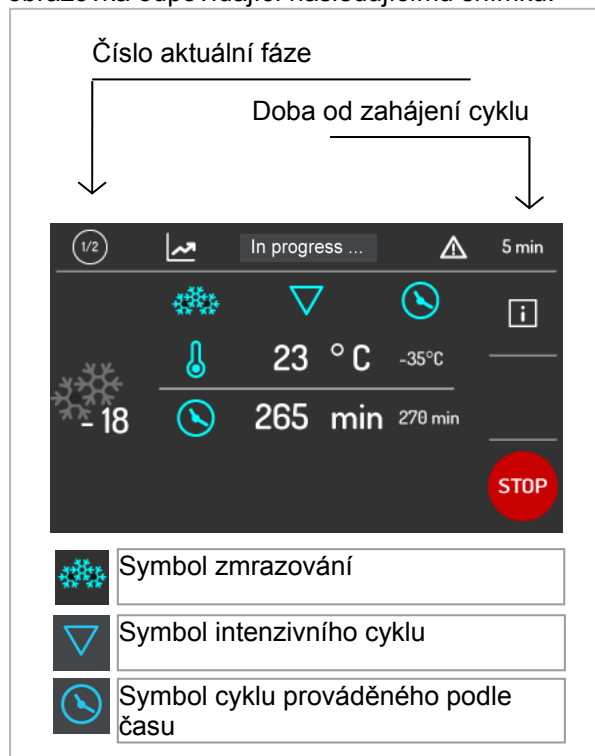 Číslo aktuální fáze
Doba od zahájení cyklu
1/2
In progress ...
5 min
i
23 °C
-35°C
-18
265 min
270 min
STOP
Symbol zmrazování
Symbol intenzivního cyklu
Symbol cyklu prováděného podle
času